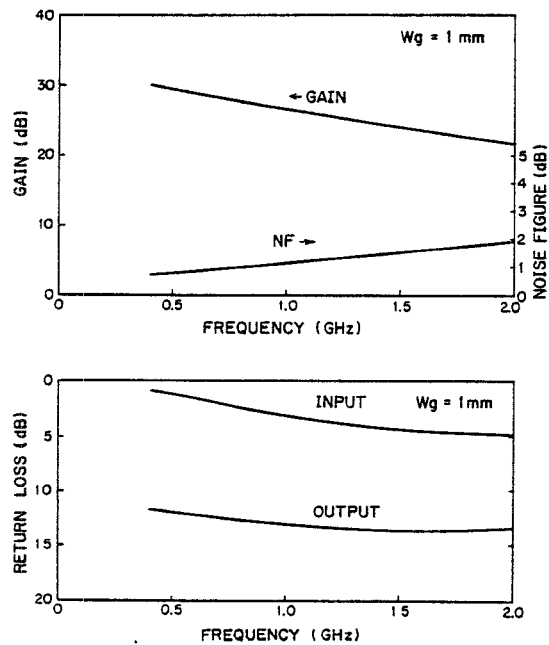 Wg = 1 mm
40
30
20
10
0
GAIN (dB)
← GAIN
NF →
5
4
3
2
1
0
NOISE FIGURE (dB)
0
0.5
1.0
1.5
2.0
FREQUENCY (GHz)
0
5
10
15
20
RETURN LOSS (dB)
INPUT
Wg = 1mm
OUTPUT
0
0.5
1.0
1 5
2.0
FREQUENCY (GHz)